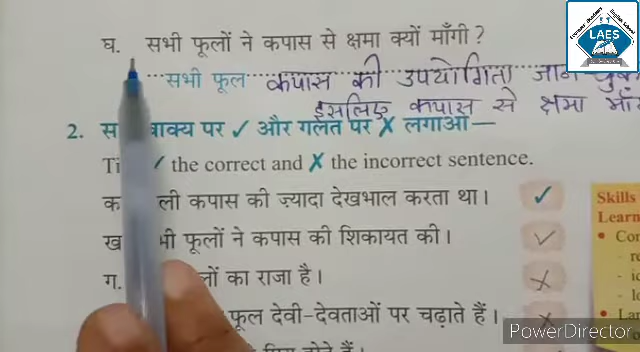 घ. सभी फूलों ने कपास से क्षमा क्यों माँगी ?
सभी फूल कपास की उपयोगिता जान
इसलिए कपास से क्षमा
2. वाक्य पर ✓ और गलत पर ✗ लगाओ—
the correct and ✗ the incorrect sentence.
क ली कपास की ज़्यादा देखभाल करता था। ✓
ख भी फूलों ने कपास की शिकायत की। ✓
ग. लों का राजा है। ✗
फूल देवी-देवताओं पर चढ़ाते हैं। ✗
Skills
Learn
LAES
PowerDirector